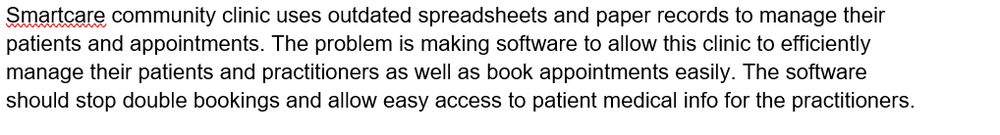 Smartcare community clinic uses outdated spreadsheets and paper records to manage their
patients and appointments. The problem is making software to allow this clinic to efficiently
manage their patients and practitioners as well as book appointments easily. The software
should stop double bookings and allow easy access to patient medical info for the practitioners.